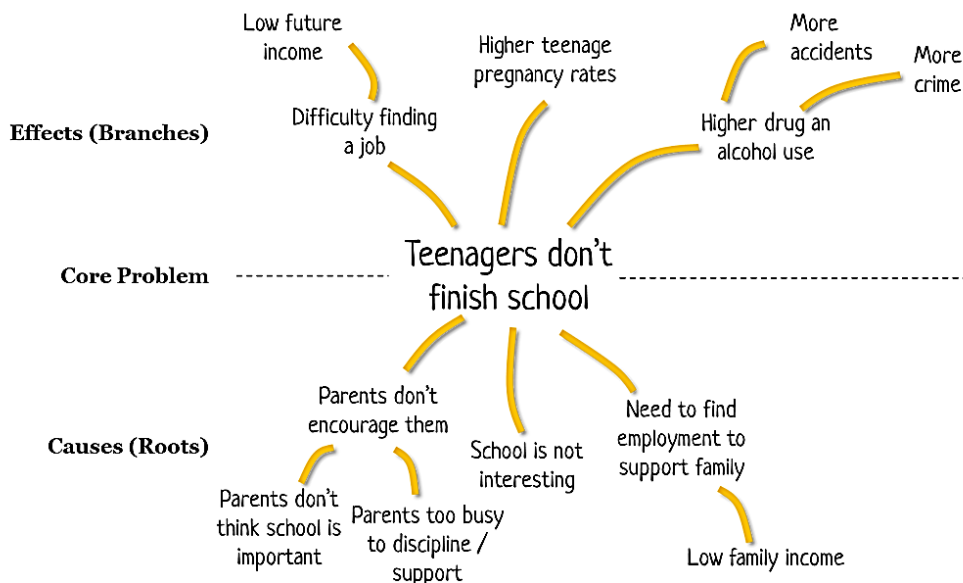 Low future
income
Higher teenage
pregnancy rates
More
accidents
More
crime
Effects (Branches)
Difficulty finding
a job
Higher drug an
alcohol use
Core Problem
Teenagers don't
finish school
Causes (Roots)
Parents don't
encourage them
School is not
interesting
Need to find
employment to
support family
Parents don't
think school is
important
Parents too busy
to discipline /
support
Low family income